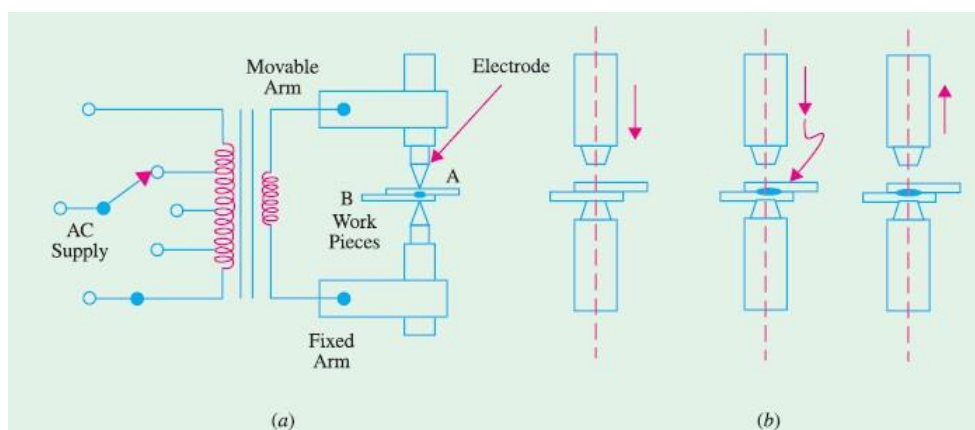 Movable
Arm
Electrode
A
B
Work
Pieces
AC
Supply
Fixed
Arm
(a)
(b)